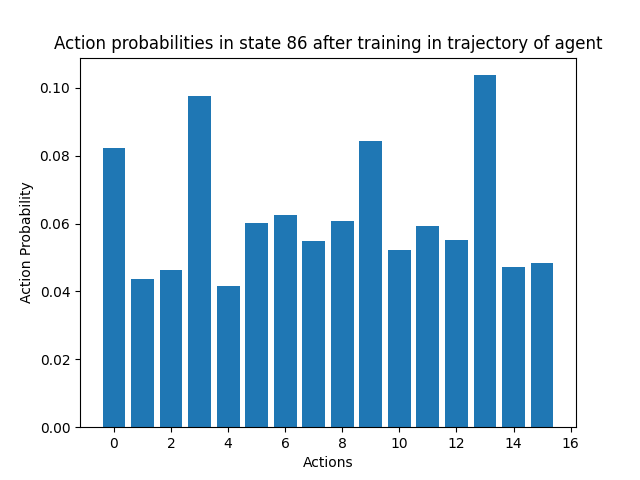 Action probabilities in state 86 after training in trajectory of agent
0.10
0.08
0.06
0.04
0.02
0.00
Action Probability
0 2 4 6 8 10 12 14 16
Actions